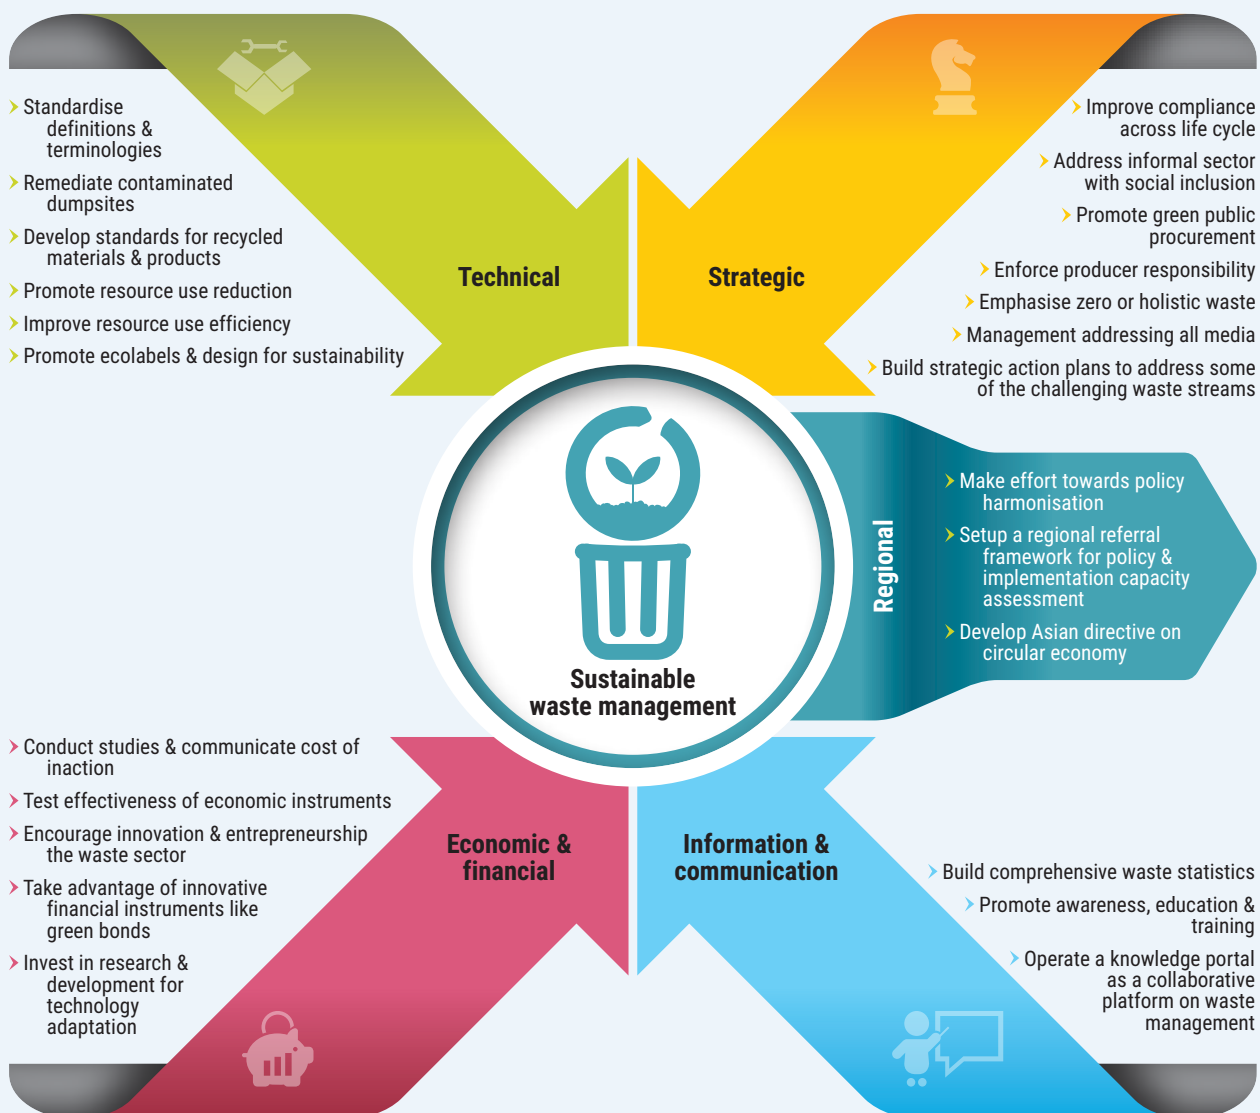 Standardise
definitions &
terminologies
Remediate contaminated
dumpsites
Develop standards for recycled
materials & products
Promote resource use reduction
Improve resource use efficiency
Promote ecolabels & design for sustainability
Technical
Strategic
Improve compliance
across life cycle
Address informal sector
with social inclusion
Promote green public
procurement
Enforce producer responsibility
Emphasise zero or holistic waste
Management addressing all media
Build strategic action plans to address some
of the challenging waste streams
Regional
Make effort towards policy
harmonisation
Setup a regional referral
framework for policy &
implementation capacity
assessment
Develop Asian directive on
circular economy
Sustainable
waste management
Conduct studies & communicate cost of
inaction
Test effectiveness of economic instruments
Encourage innovation & entrepreneurship
the waste sector
Take advantage of innovative
financial instruments like
green bonds
Invest in research &
development for
technology
adaptation
Economic &
financial
Information &
communication
Build comprehensive waste statistics
Promote awareness, education &
training
Operate a knowledge portal
as a collaborative
platform on waste
management